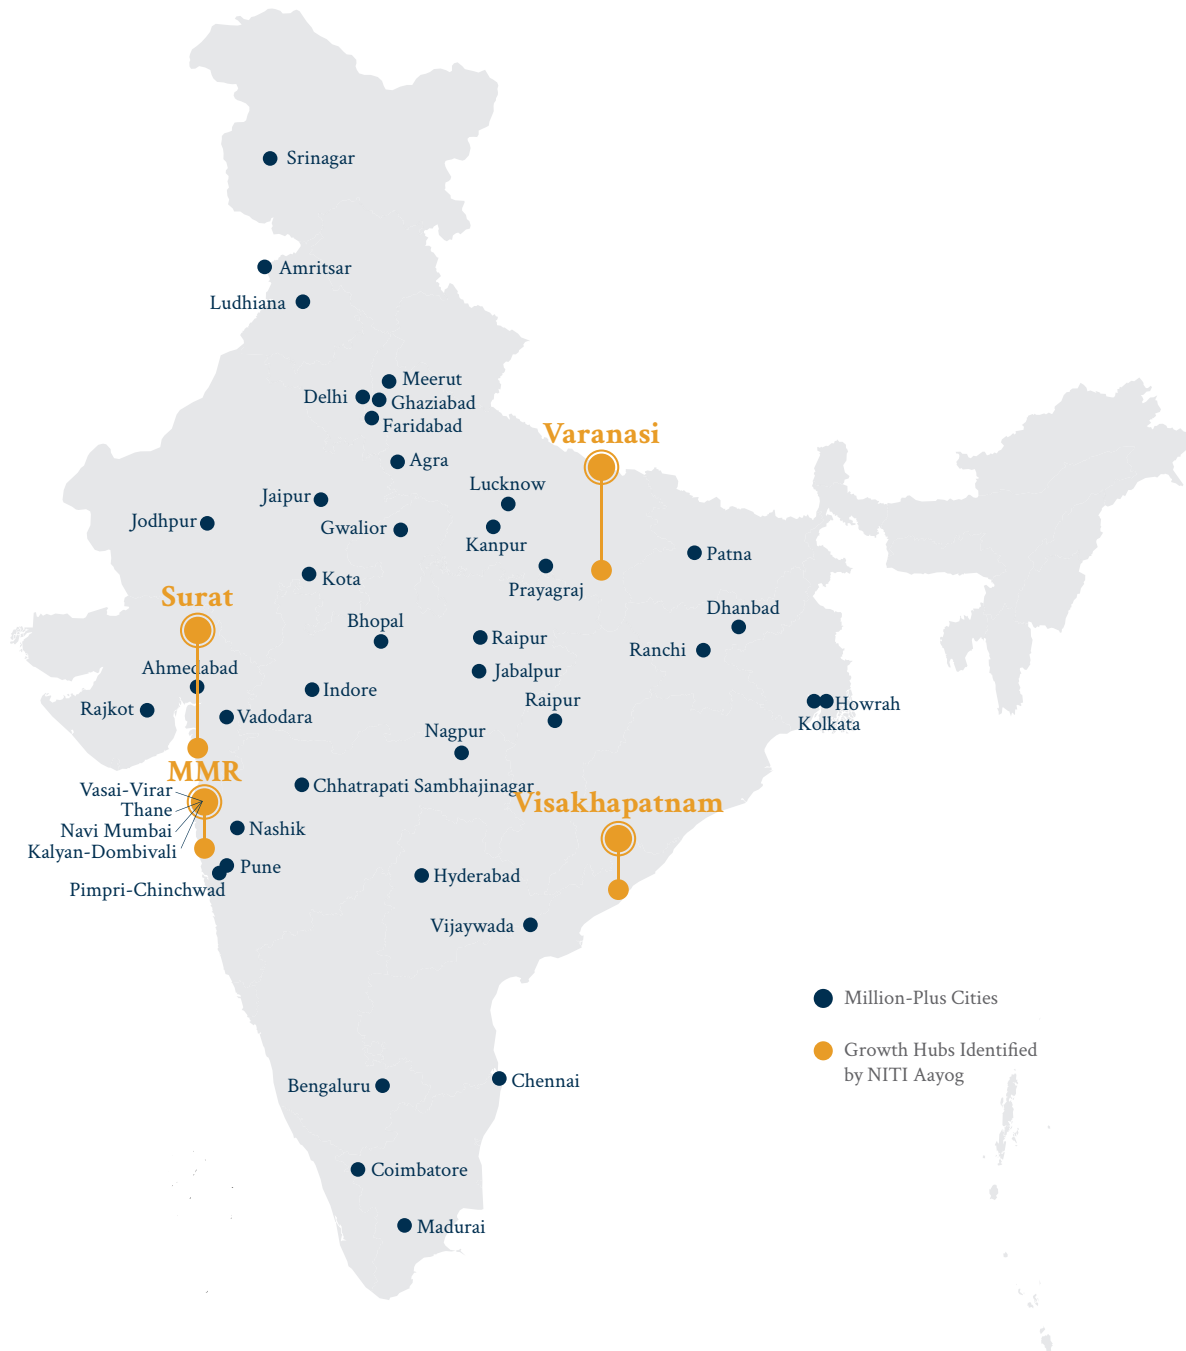 Srinagar
Amritsar
Ludhiana
Meerut
Delhi
Ghaziabad
Faridabad
Varanasi
Agra
Lucknow
Jaipur
Jodhpur
Gwalior
Kanpur
Patna
Kota
Prayagraj
Surat
Dhanbad
Bhopal
Raipur
Ranchi
Ahmedabad
Jabalpur
Indore
Raipur
Rajkot
Vadodara
Howrah
Kolkata
Nagpur
MMR
Chhatrapati Sambhajinagar
Vasai-Virar
Thane
Navi Mumbai
Kalyan-Dombivali
Visakhapatnam
Nashik
Pune
Pimpri-Chinchwad
Hyderabad
Vijaywada
Million-Plus Cities
Growth Hubs Identified
by NITI Aayog
Bengaluru
Chennai
Coimbatore
Madurai